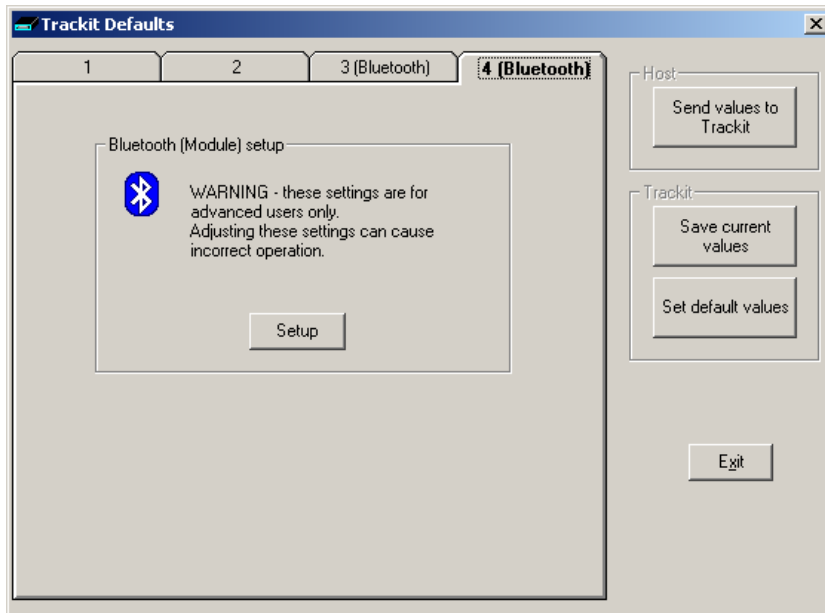 Trackit Defaults
1
2
3 (Bluetooth)
4 (Bluetooth)
Bluetooth (Module) setup
WARNING - these settings are for
advanced users only.
Adjusting these settings can cause
incorrect operation.
Setup
Host
Send values to
Trackit
Trackit
Save current
values
Set default values
Exit